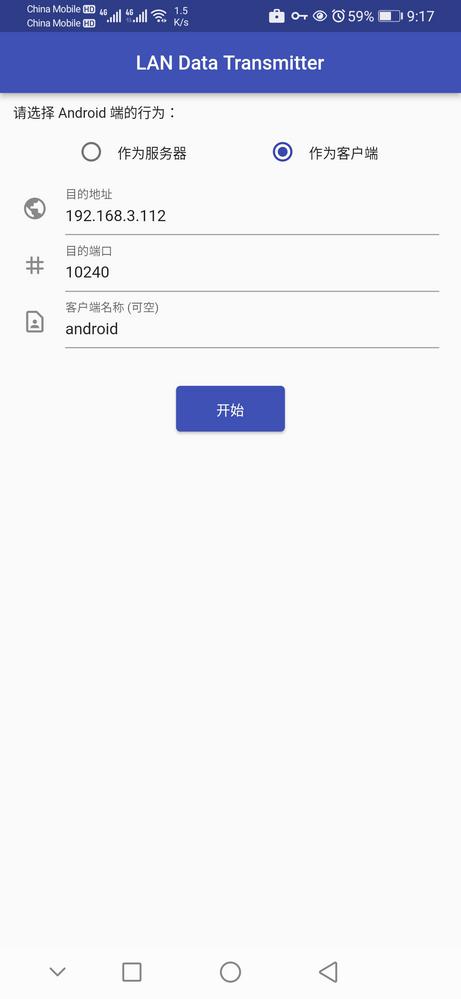 China Mobile HD 4G 4G 1.5 59% 9:17
China Mobile HD K/s
LAN Data Transmitter
请选择 Android 端的行为：
作为服务器 作为客户端
目的地址
192.168.3.112
目的端口
10240
客户端名称 (可空)
android
开始